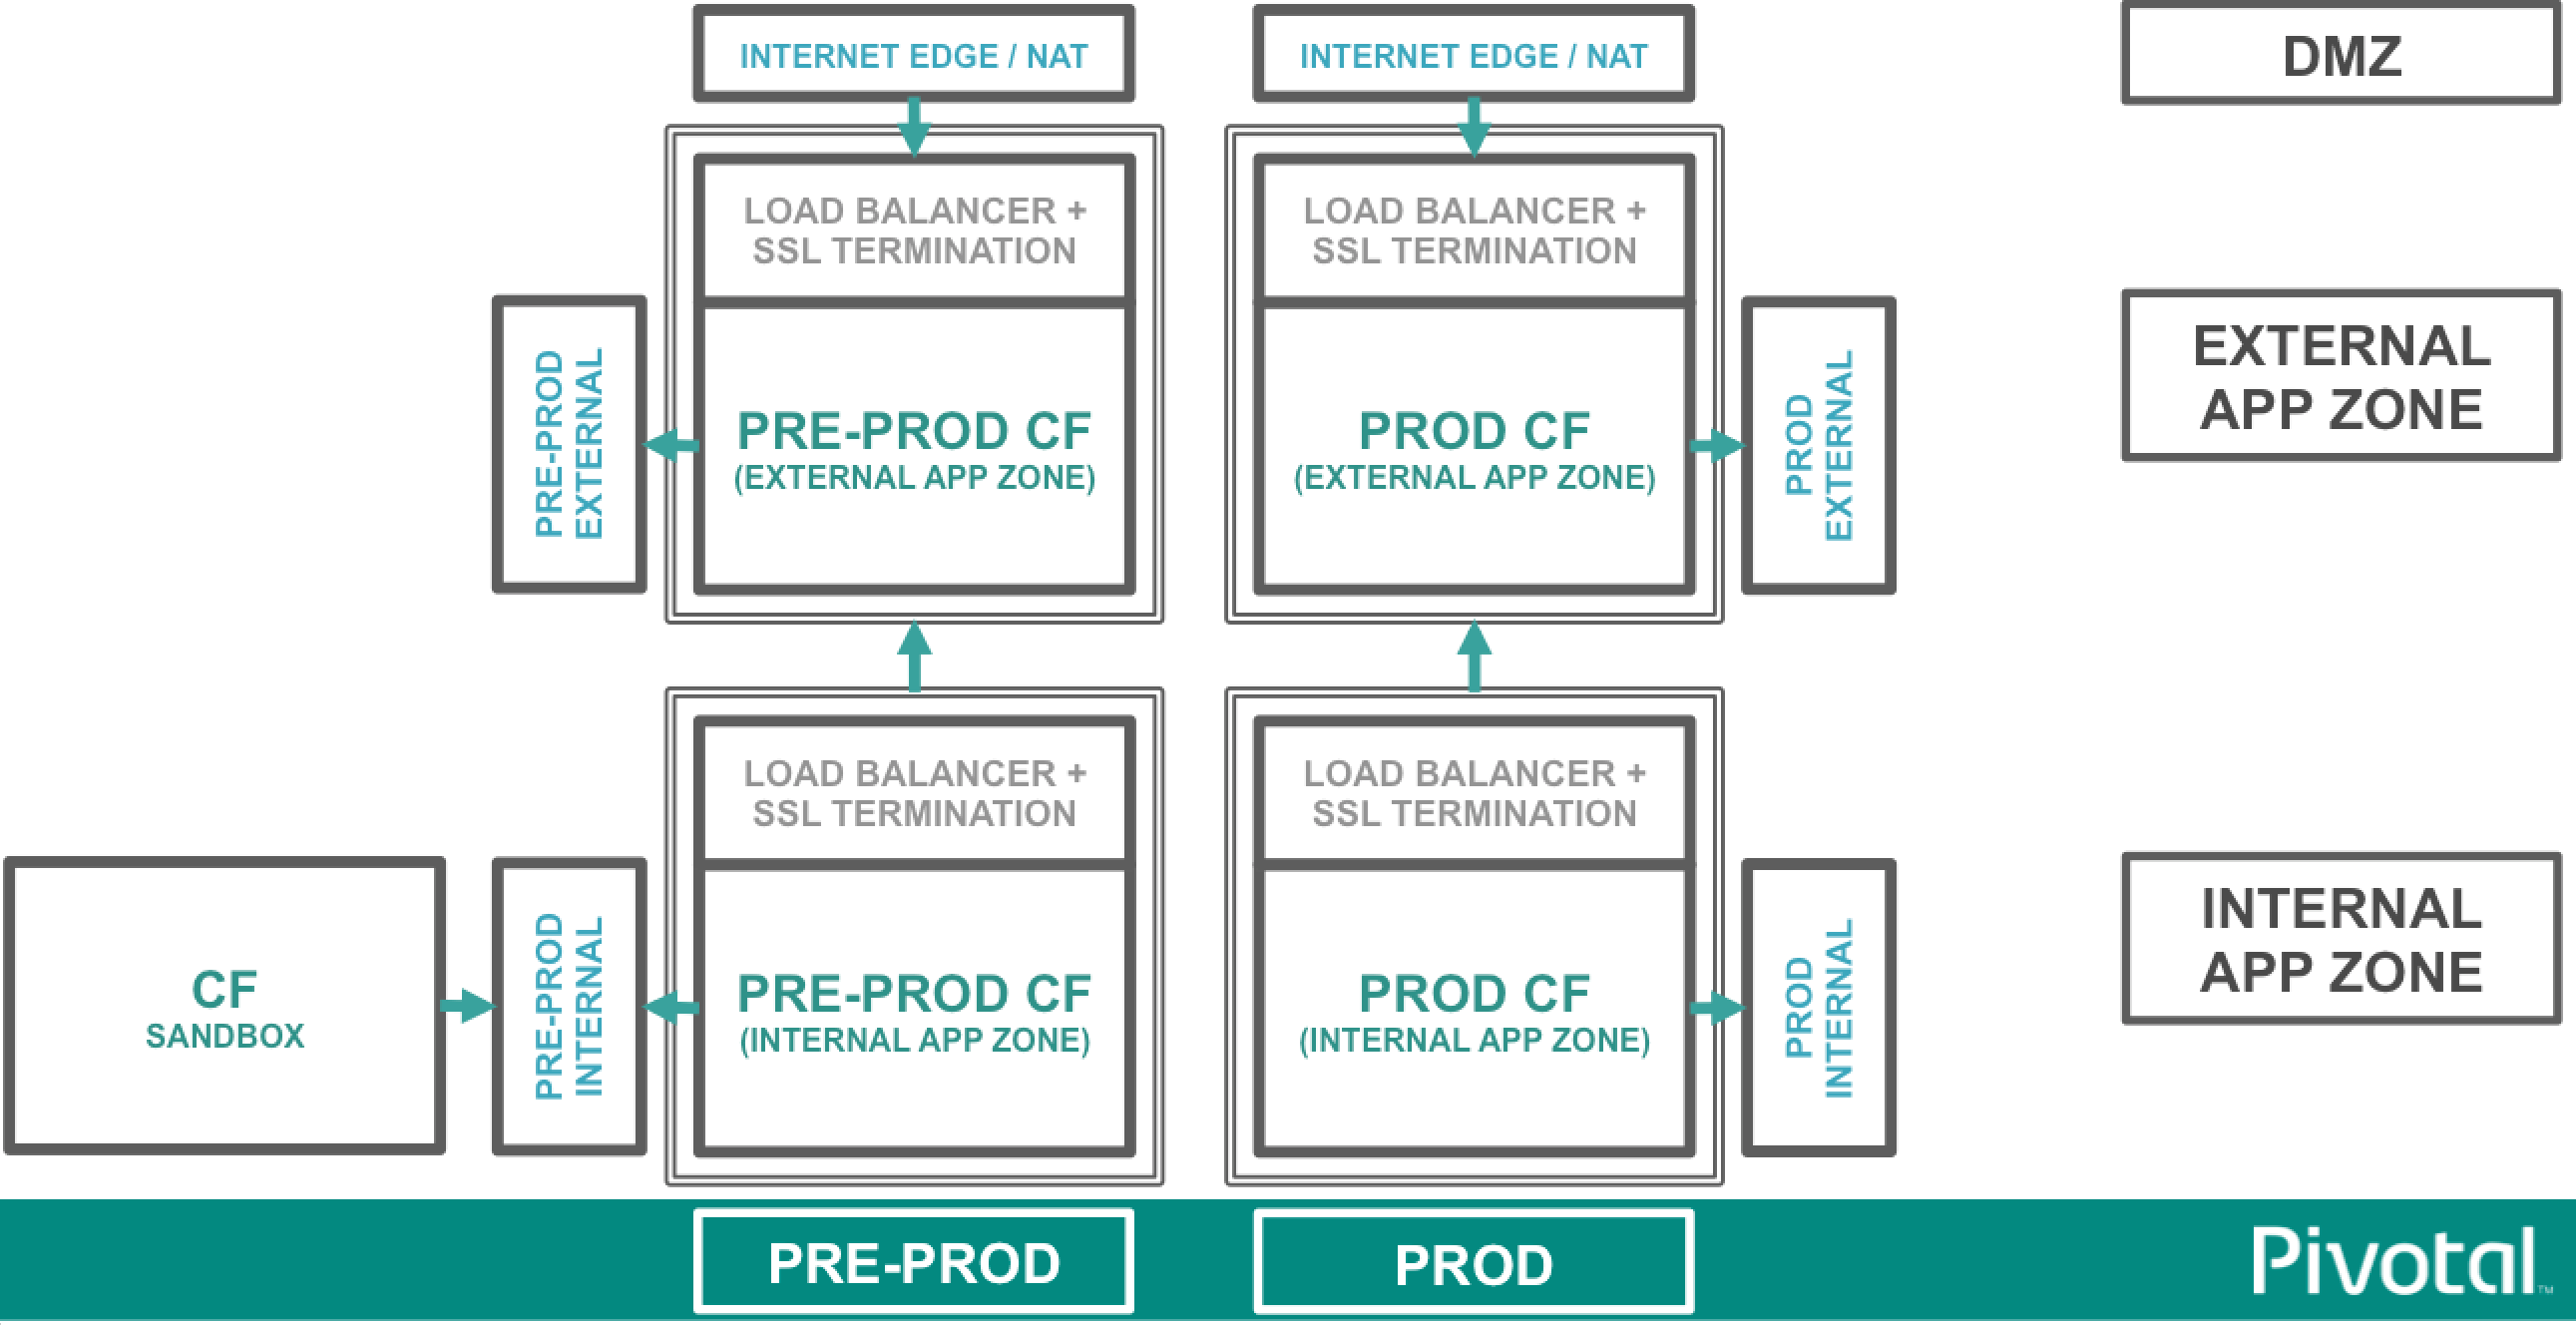 INTERNET EDGE / NAT
INTERNET EDGE / NAT
DMZ
LOAD BALANCER +
SSL TERMINATION
LOAD BALANCER +
SSL TERMINATION
PRE-PROD
EXTERNAL
PRE-PROD CF
(EXTERNAL APP ZONE)
PROD CF
(EXTERNAL APP ZONE)
PROD
EXTERNAL
EXTERNAL
APP ZONE
LOAD BALANCER +
SSL TERMINATION
LOAD BALANCER +
SSL TERMINATION
CF
SANDBOX
PRE-PROD
INTERNAL
PRE-PROD CF
(INTERNAL APP ZONE)
PROD CF
(INTERNAL APP ZONE)
PROD
INTERNAL
INTERNAL
APP ZONE
PRE-PROD
PROD
Pivotal™